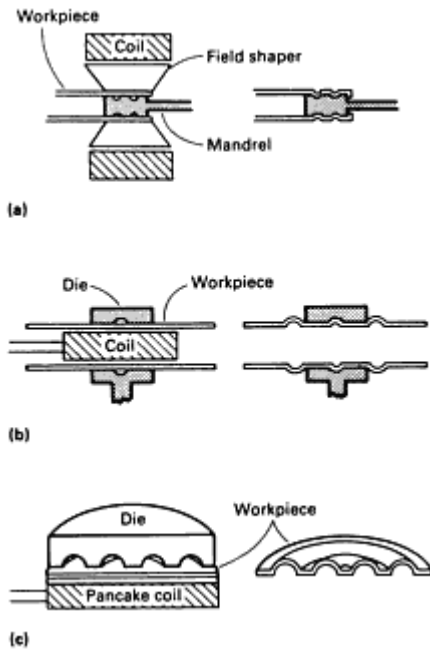 Workpiece
Coil
Field shaper
Mandrel
(a)
Die
Workpiece
Coil
(b)
Die
Workpiece
Pancake coil
(c)